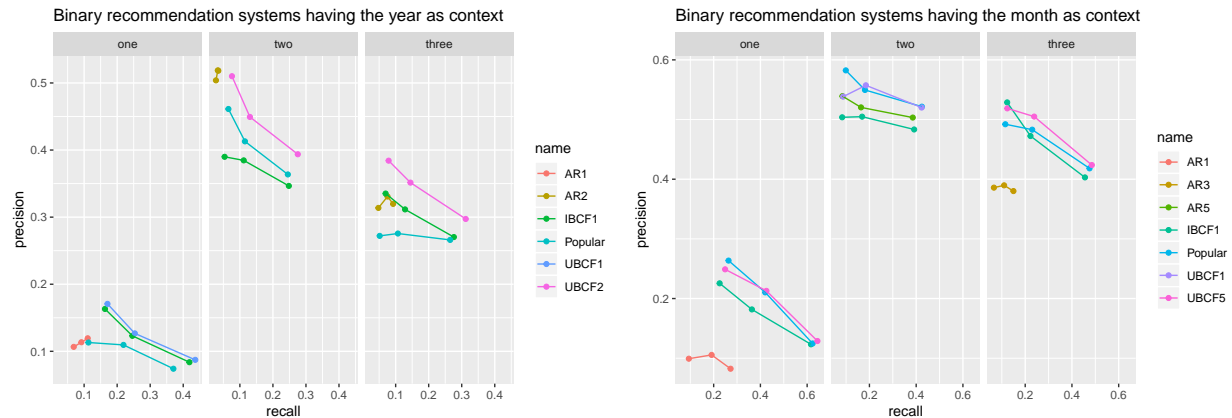 Binary recommendation systems having the year as context
one two three
0.5
0.4
0.3
0.2
0.1
precision
0.1 0.2 0.3 0.4 0.1 0.2 0.3 0.4 0.1 0.2 0.3 0.4
recall
name
AR1
AR2
IBCF1
Popular
UBCF1
UBCF2
Binary recommendation systems having the month as context
one two three
0.6
0.4
0.2
precision
0.2 0.4 0.6 0.2 0.4 0.6 0.2 0.4 0.6
recall
name
AR1
AR3
AR5
IBCF1
Popular
UBCF1
UBCF5